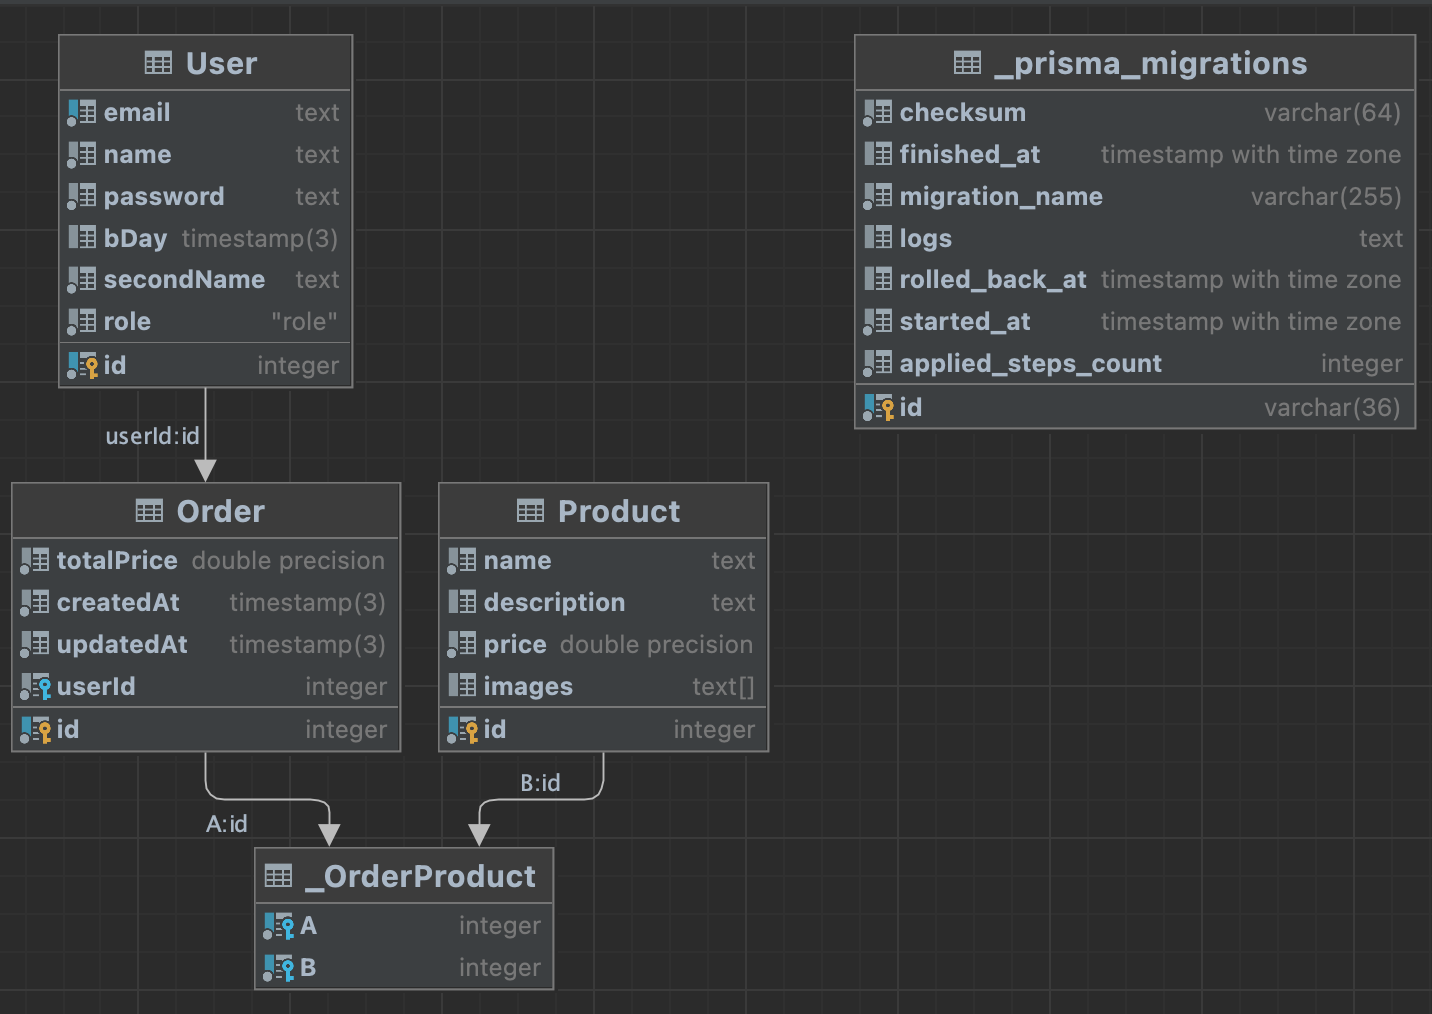 User
email text
name text
password text
bDay timestamp(3)
secondName text
role "role"
id integer
_prisma_migrations
checksum varchar(64)
finished_at timestamp with time zone
migration_name varchar(255)
logs text
rolled_back_at timestamp with time zone
started_at timestamp with time zone
applied_steps_count integer
id varchar(36)
userId:id
Order
totalPrice double precision
createdAt timestamp(3)
updatedAt timestamp(3)
userId integer
id integer
Product
name text
description text
price double precision
images text[]
id integer
B:id
A:id
_OrderProduct
A integer
B integer